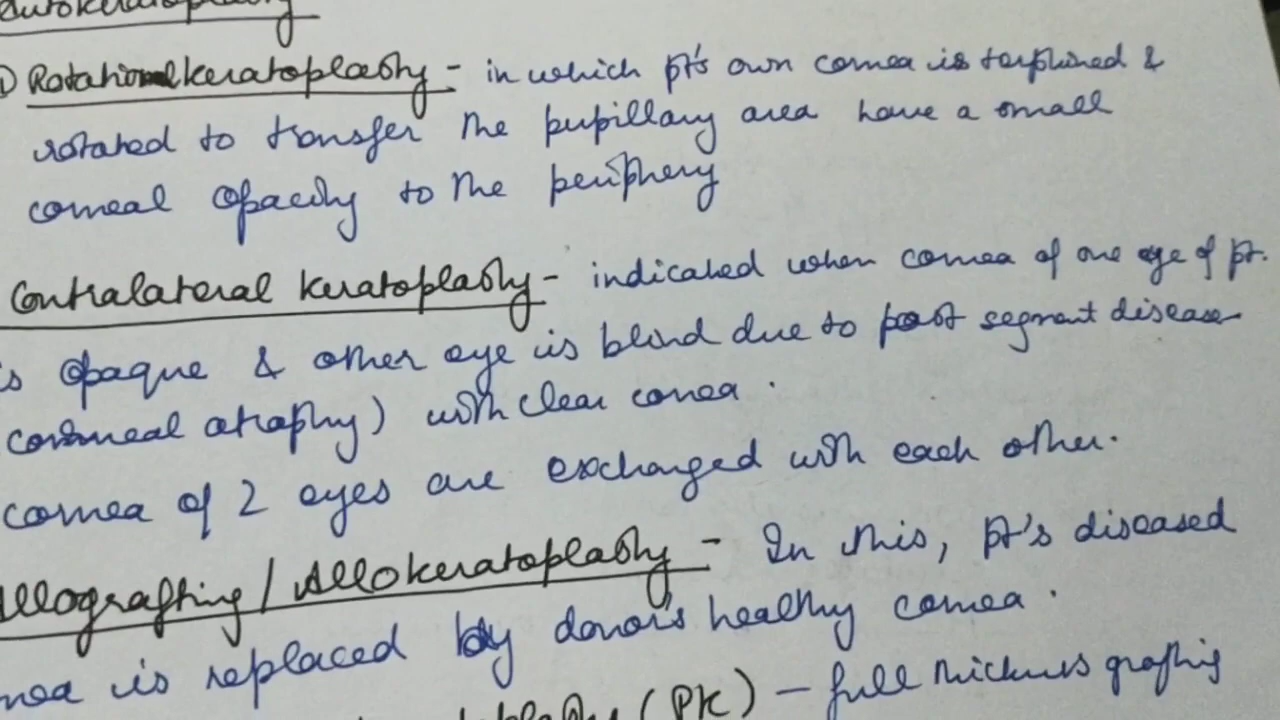 Autokeratoplasty
① Rotational keratoplasty - in which pt's own cornea is terphined &
rotated to transfer the pupillary area have a small
corneal opacity to the periphery
Contralateral keratoplasty - indicated when cornea of one eye of pt.
is opaque & other eye is blind due to post segment disease
corneal atrophy) with clear cornea.
cornea of 2 eyes are exchanged with each other.
Allografting / Allokeratoplasty - In this, pt's diseased
cornea is replaced by donor's healthy cornea.
(PK) - full thickness grafting